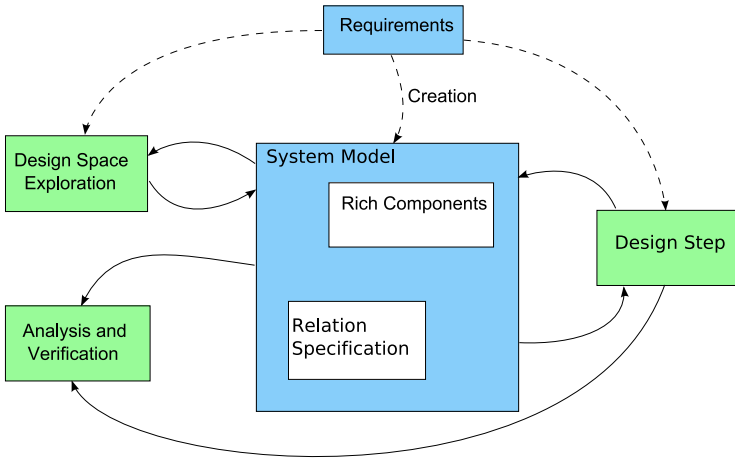 Requirements
Creation
Design Space
Exploration
System Model
Rich Components
Design Step
Relation
Specification
Analysis and
Verification